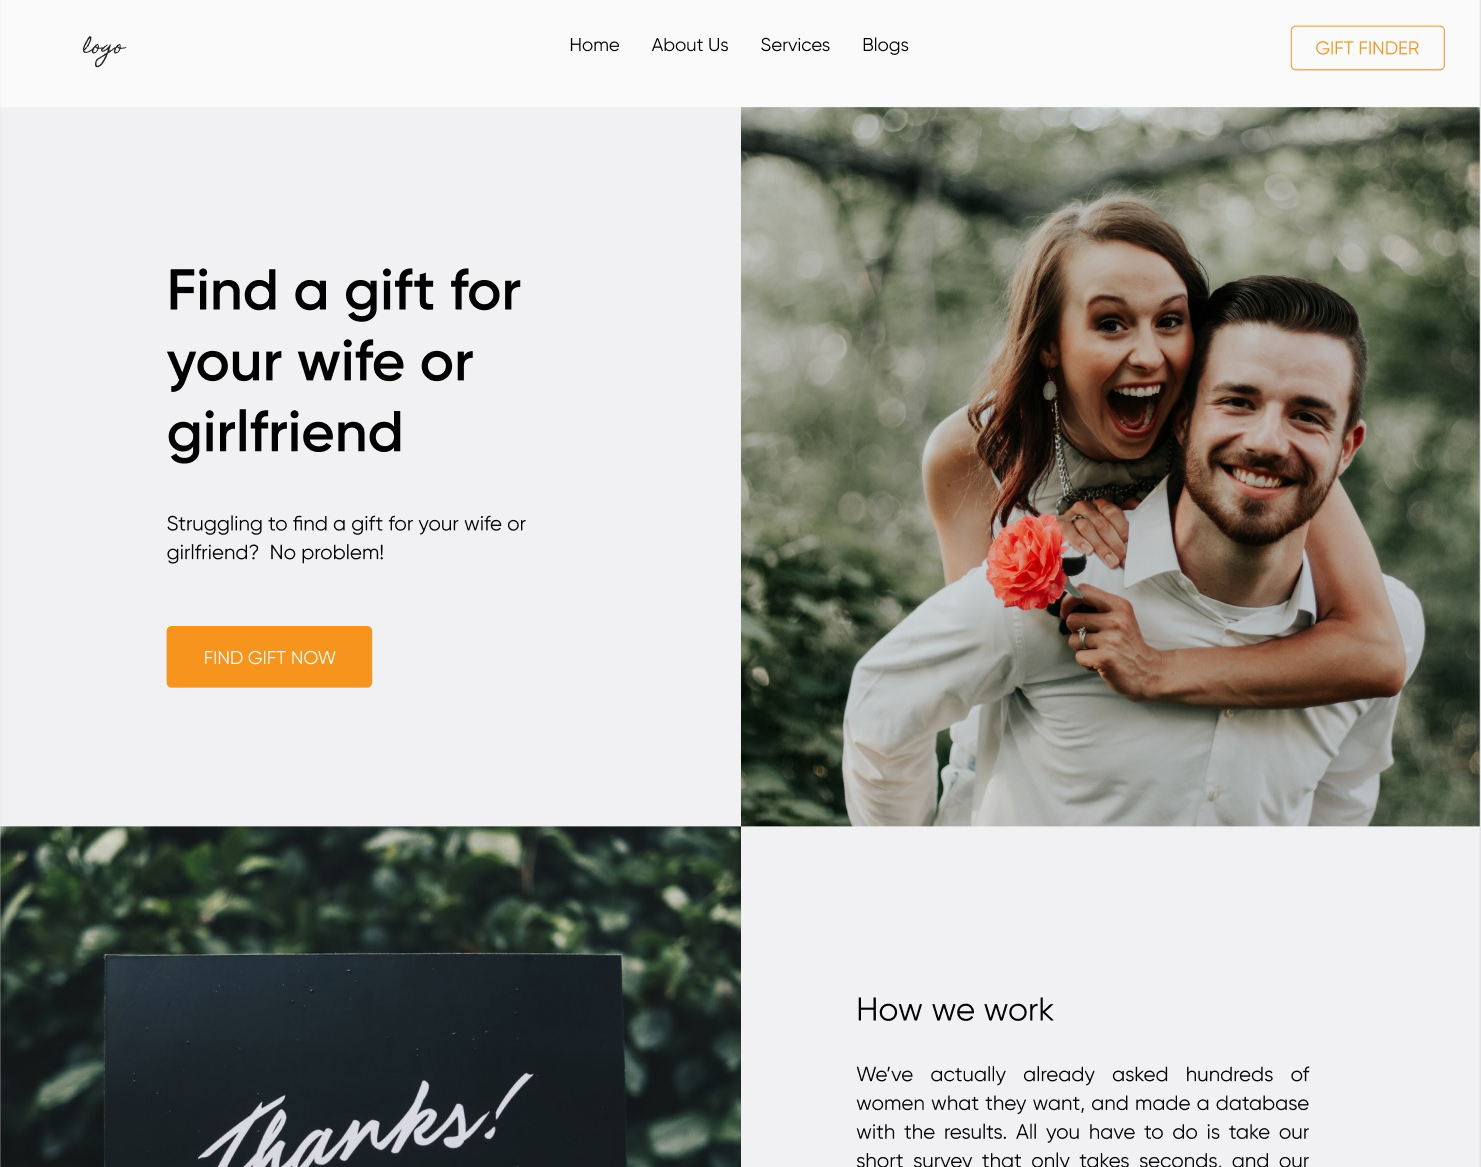 logo
Home
About Us
Services
Blogs
GIFT FINDER
Find a gift for
your wife or
girlfriend
Struggling to find a gift for your wife or
girlfriend?  No problem!
FIND GIFT NOW
Thanks!
How we work
We’ve actually already asked hundreds of
women what they want, and made a database
with the results. All you have to do is take our
short survey that only takes seconds, and our